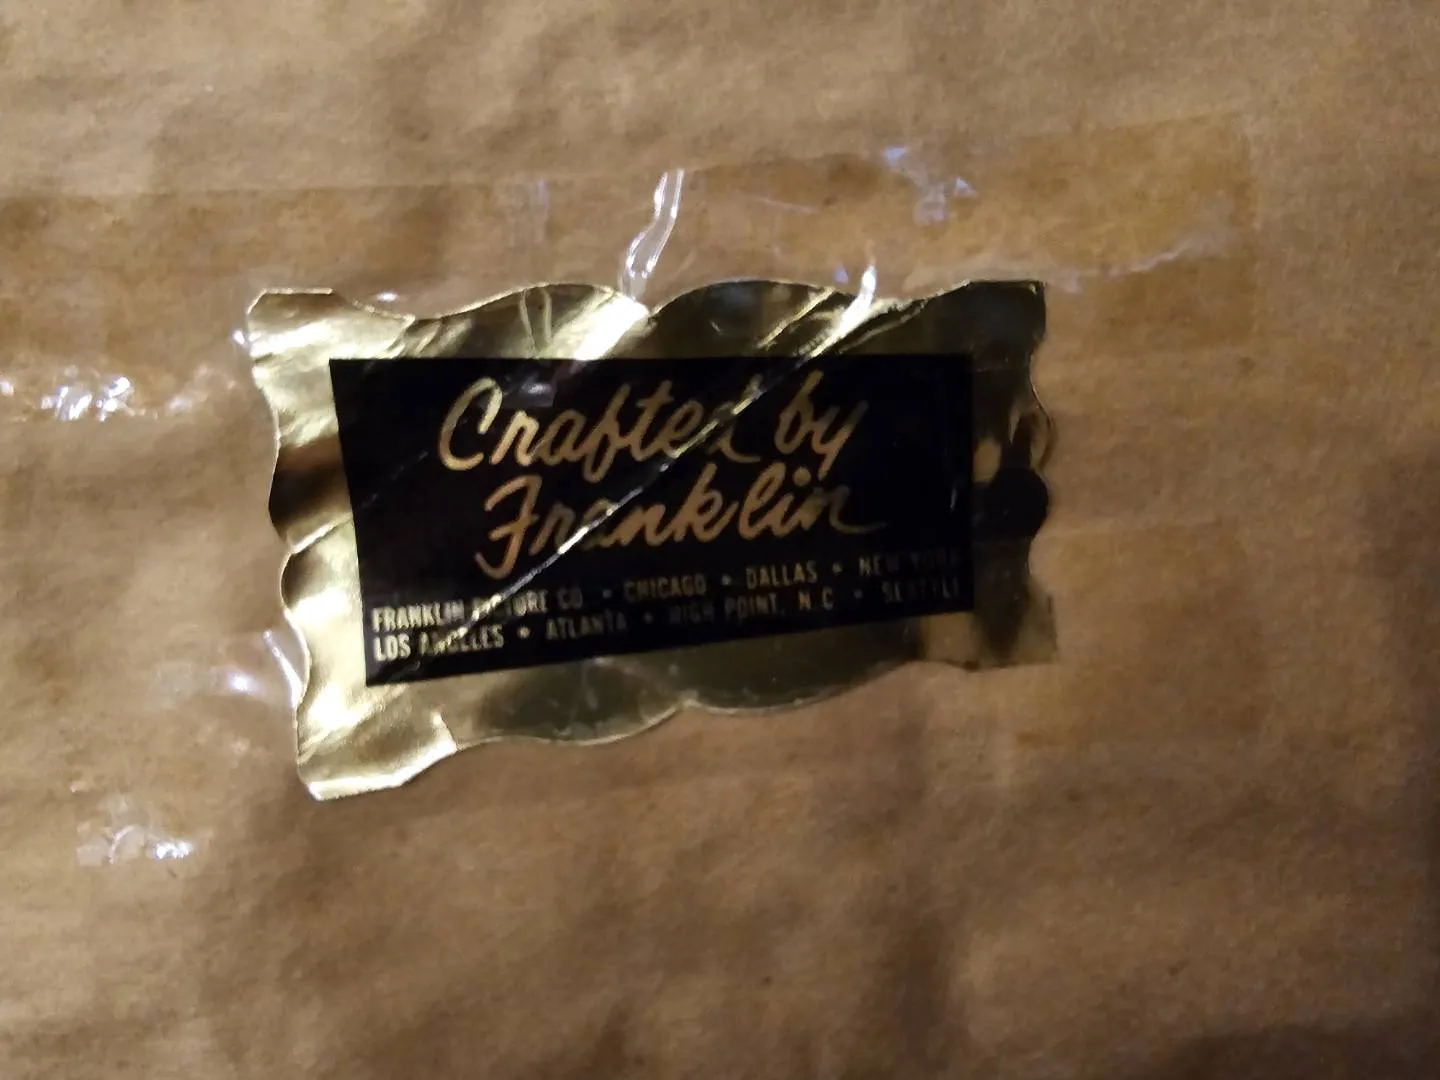 Crafted by
Franklin
FRANKLIN PICTURE CO. • CHICAGO • DALLAS • NEW YORK
LOS ANGELES • ATLANTA • HIGH POINT, N.C. • SEATTLE